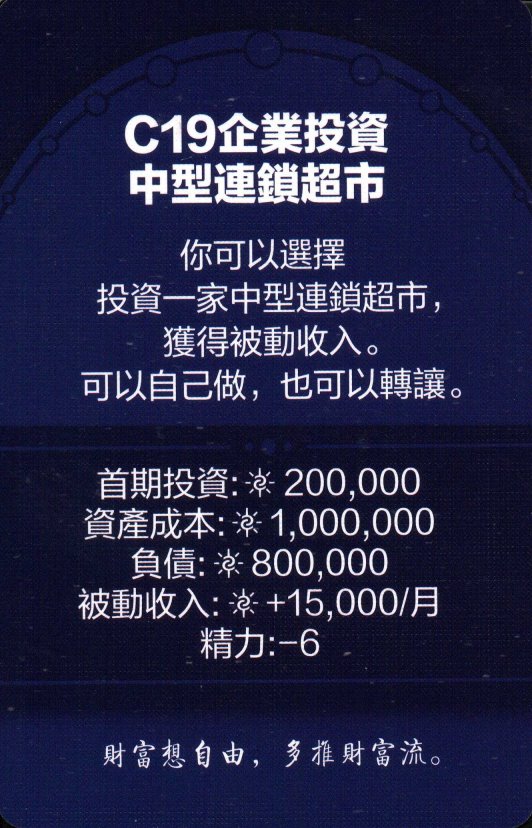 C19企業投資
中型連鎖超市
你可以選擇
投資一家中型連鎖超市，
獲得被動收入。
可以自己做，也可以轉讓。
首期投資: 200,000
資產成本: 1,000,000
負債: 800,000
被動收入: +15,000/月
精力:-6
財富想自由，多推財富流。